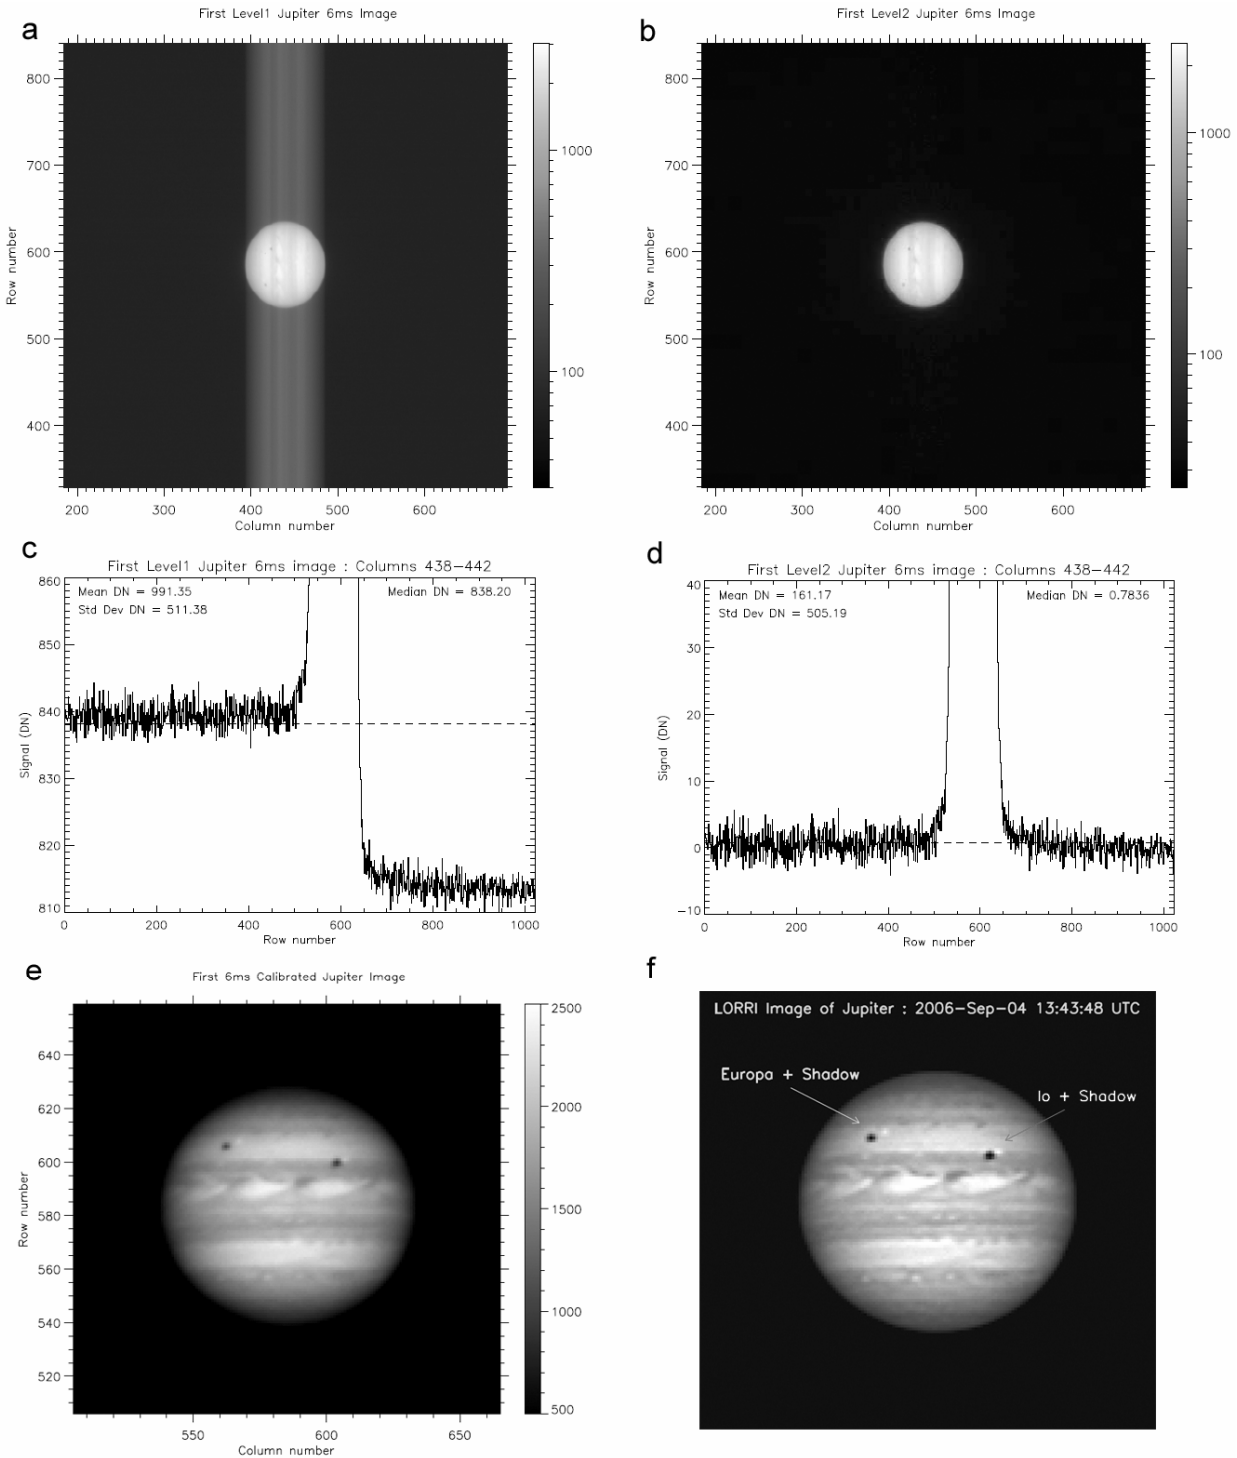 a
First Level1 Jupiter 6ms Image
800
700
600
500
400
Row number
200
300
400
500
600
Column number
1000
100
b
First Level2 Jupiter 6ms Image
800
700
600
500
400
Row number
200
300
400
500
600
Column number
1000
100
c
First Level1 Jupiter 6ms image : Columns 438-442
Mean DN = 991.35
Median DN = 838.20
Std Dev DN = 511.38
860
850
840
830
820
810
Signal (DN)
0
200
400
600
800
1000
Row number
d
First Level2 Jupiter 6ms image : Columns 438-442
Mean DN = 161.17
Median DN = 0.7836
Std Dev DN = 505.19
40
30
20
10
0
-10
Signal (DN)
0
200
400
600
800
1000
Row number
e
First 6ms Calibrated Jupiter Image
640
620
600
580
560
540
520
Row number
550
600
650
Column number
2500
2000
1500
1000
500
f
LORRI Image of Jupiter : 2006-Sep-04 13:43:48 UTC
Europa + Shadow
Io + Shadow